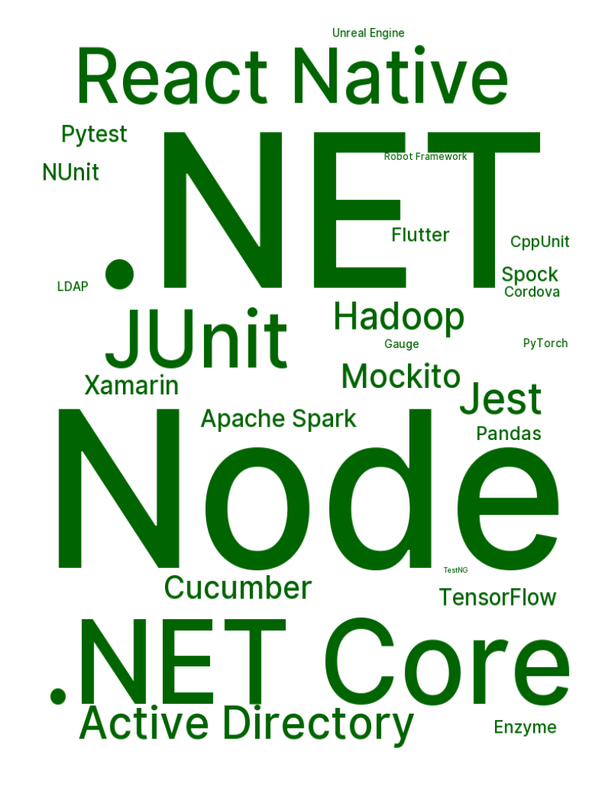 Unreal Engine
React Native
Pytest
.NET
Robot Framework
NUnit
Flutter
CppUnit
Spock
LDAP
Cordova
Hadoop
JUnit
Gauge
PyTorch
Mockito
Xamarin
Jest
Apache Spark
Pandas
Node
TestNG
Cucumber
TensorFlow
.NET Core
Active Directory
Enzyme